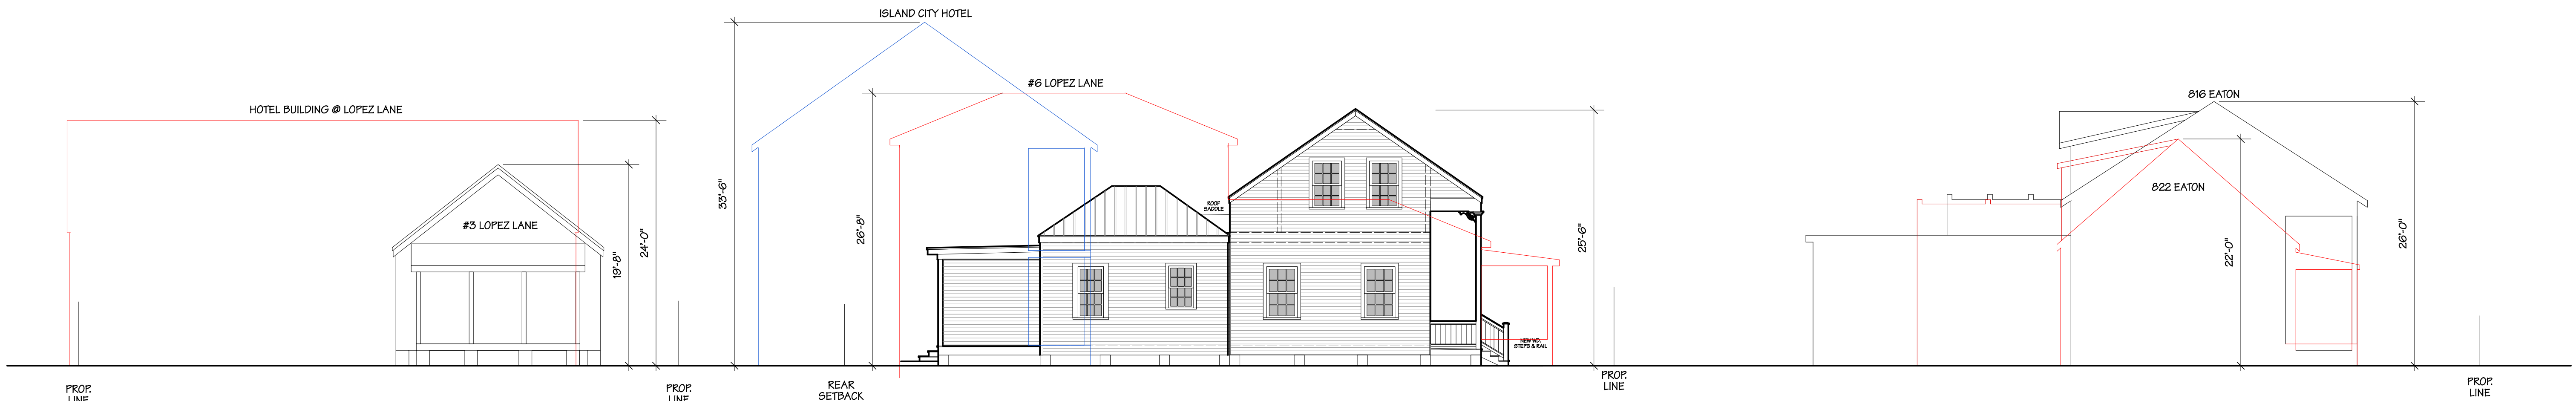 ISLAND CITY HOTEL
#6 LOPEZ LANE
816 EATON
HOTEL BUILDING @ LOPEZ LANE
822 EATON
#3 LOPEZ LANE
ROOF
SADDLE
33'-6"
26'-8"
25'-6"
26'-0"
22'-0"
24'-0"
19'-8"
NEW WD.
STEPS & RAIL
PROP.
LINE
PROP.
LINE
REAR
SETBACK
PROP.
LINE
PROP.
LINE